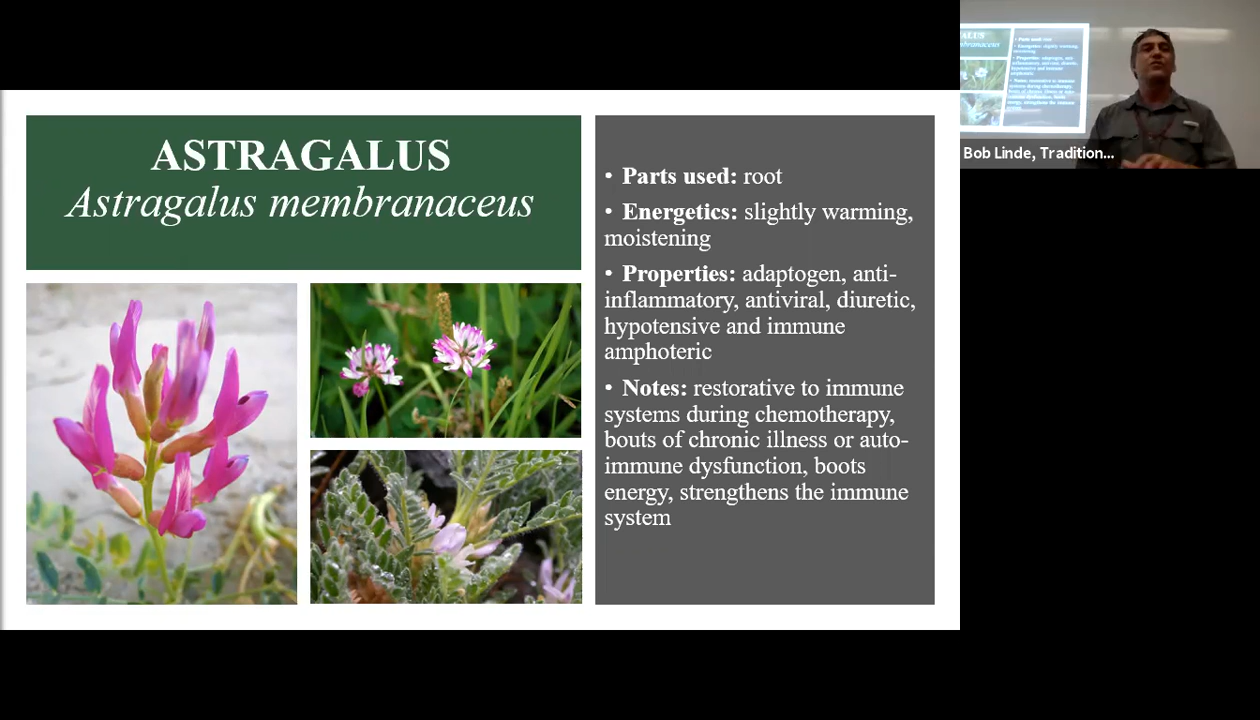 ASTRAGALUS
Astragalus membranaceus
• Parts used: root
• Energetics: slightly warming,
moistening
• Properties: adaptogen, anti-
inflammatory, antiviral, diuretic,
hypotensive and immune
amphoteric
• Notes: restorative to immune
systems during chemotherapy,
bouts of chronic illness or auto-
immune dysfunction, boots
energy, strengthens the immune
system
Bob Linde, Tradition...